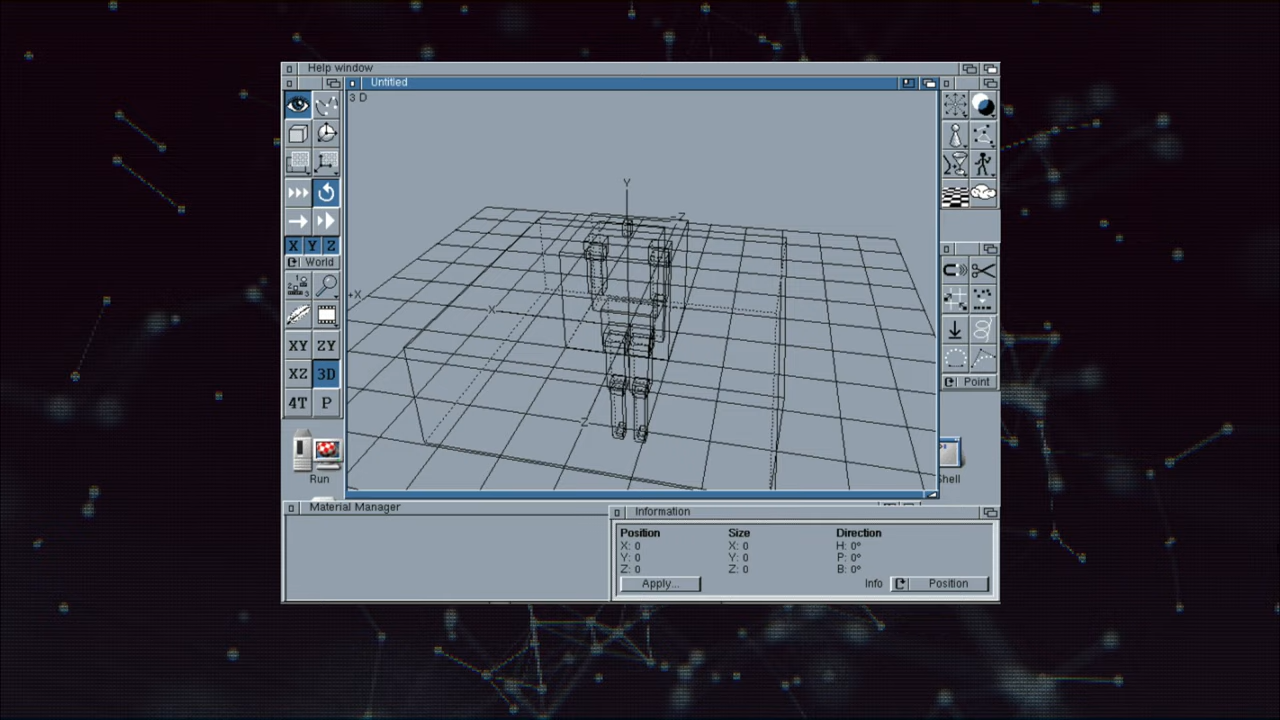 Help window
Untitled
3 D
Y
Z
X Y Z
World
+X
X
XY ZY
XZ 3D
4T P
Z
Point
Run
Shell
Material Manager
Information
Position Size Direction
X: 0 X: 0 H: 0°
Y: 0 Y: 0 P: 0°
Z: 0 Z: 0 B: 0°
Apply... Info Position